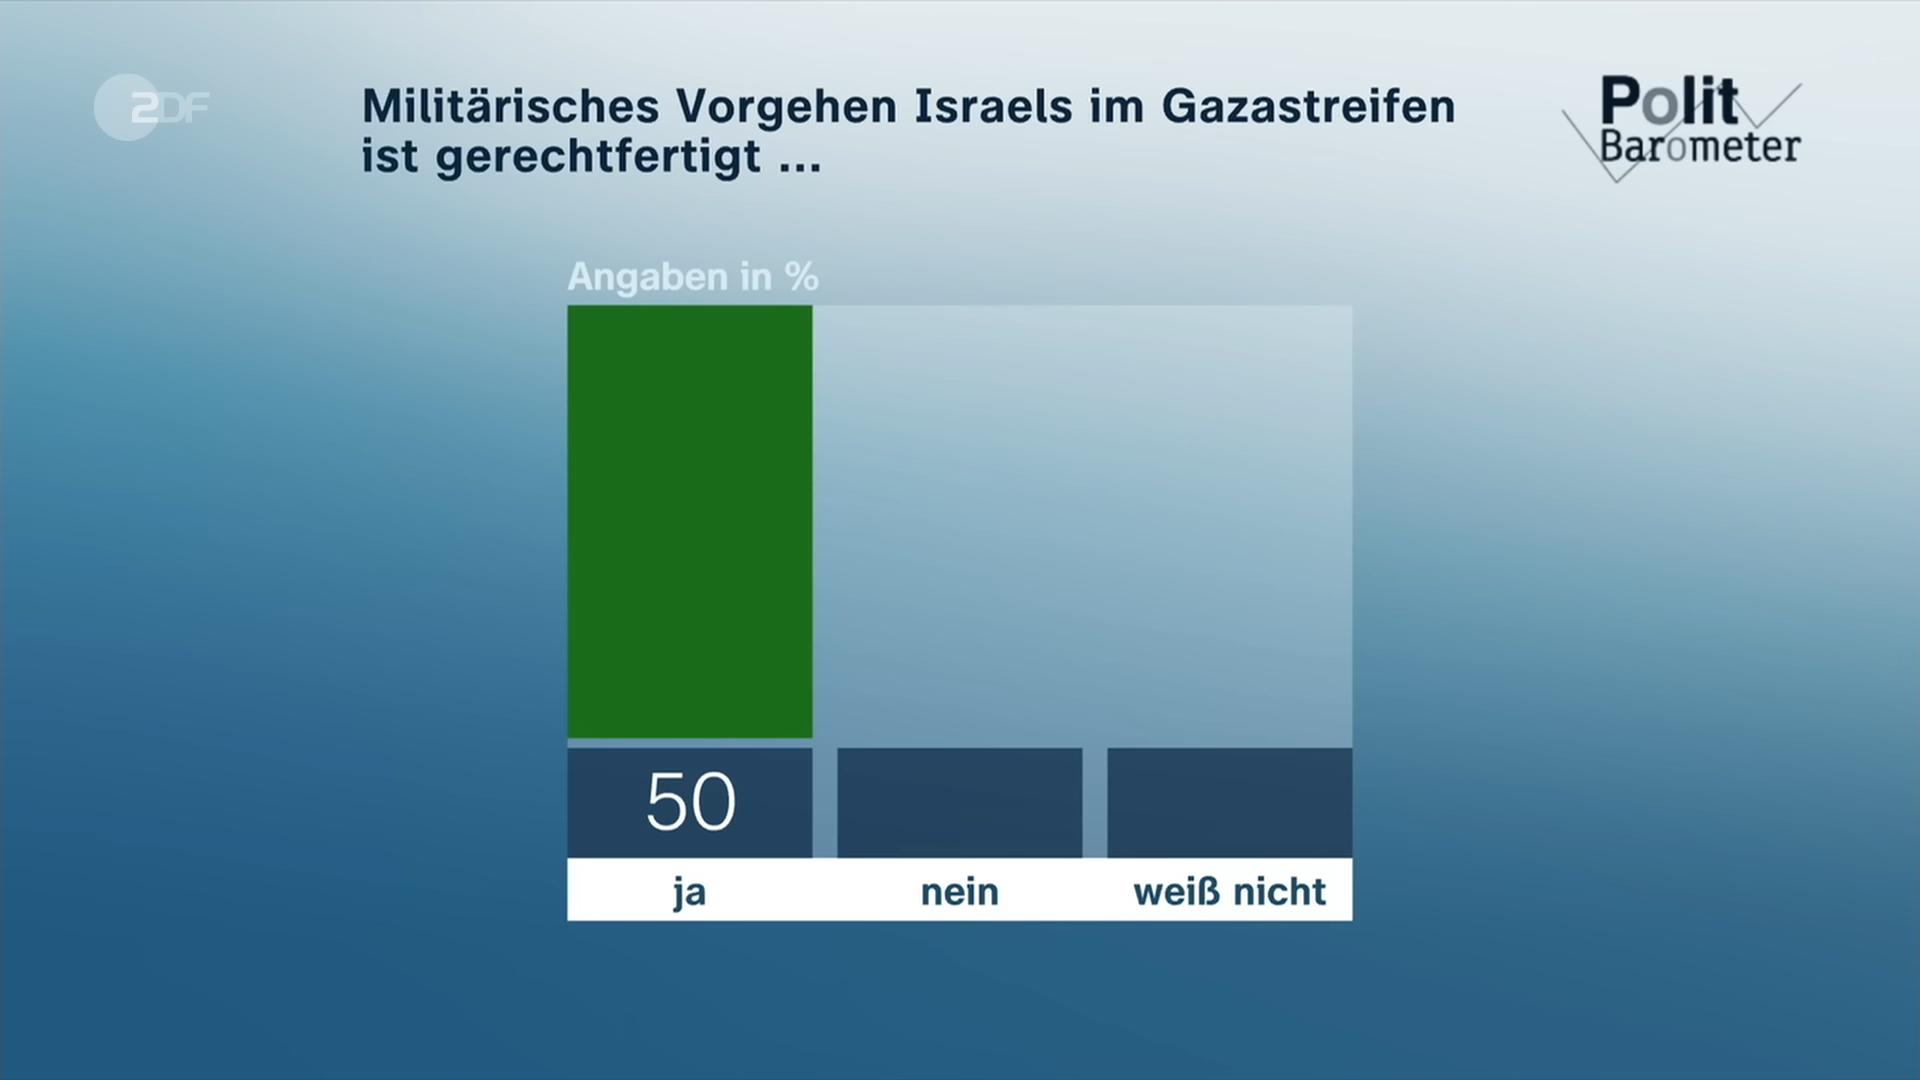 ZDF
Militärisches Vorgehen Israels im Gazastreifen
ist gerechtfertigt ...
Polit
Barometer
Angaben in %
50
ja
nein
weiß nicht